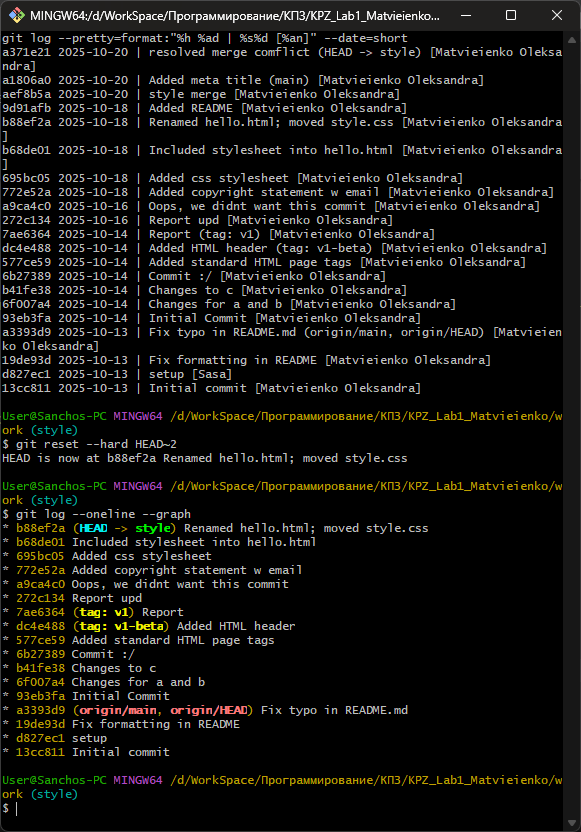 MINGW64:/d/WorkSpace/Программирование/КПЗ/KPZ_Lab1_Matvieienko...
git log --pretty=format:"%h %ad | %s%d [%an]" --date=short
a371e21 2025-10-20 | resolved merge comflict (HEAD -> style) [Matvieienko Oleksa
ndra]
a1806a0 2025-10-20 | Added meta title (main) [Matvieienko Oleksandra]
aef8b5a 2025-10-20 | style merge [Matvieienko Oleksandra]
9d91afb 2025-10-18 | Added README [Matvieienko Oleksandra]
b88ef2a 2025-10-18 | Renamed hello.html; moved style.css [Matvieienko Oleksandra
]
b68de01 2025-10-18 | Included stylesheet into hello.html [Matvieienko Oleksandra
]
695bc05 2025-10-18 | Added css stylesheet [Matvieienko Oleksandra]
772e52a 2025-10-18 | Added copyright statement w email [Matvieienko Oleksandra]
a9ca4c0 2025-10-16 | Oops, we didnt want this commit [Matvieienko Oleksandra]
272c134 2025-10-16 | Report upd [Matvieienko Oleksandra]
7ae6364 2025-10-14 | Report (tag: v1) [Matvieienko Oleksandra]
dc4e488 2025-10-14 | Added HTML header (tag: v1-beta) [Matvieienko Oleksandra]
577ce59 2025-10-14 | Added standard HTML page tags [Matvieienko Oleksandra]
6b27389 2025-10-14 | Commit :/ [Matvieienko Oleksandra]
b41fe38 2025-10-14 | Changes to c [Matvieienko Oleksandra]
6f007a4 2025-10-14 | Changes for a and b [Matvieienko Oleksandra]
93eb3fa 2025-10-14 | Initial Commit [Matvieienko Oleksandra]
a3393d9 2025-10-13 | Fix typo in README.md (origin/main, origin/HEAD) [Matvieien
ko Oleksandra]
19de93d 2025-10-13 | Fix formatting in README [Matvieienko Oleksandra]
d827ec1 2025-10-13 | setup [Sasa]
13cc811 2025-10-13 | Initial commit [Matvieienko Oleksandra]
User@Sanchos-PC MINGW64 /d/WorkSpace/Программирование/КПЗ/KPZ_Lab1_Matvieienko/w
ork (style)
$ git reset --hard HEAD~2
HEAD is now at b88ef2a Renamed hello.html; moved style.css
User@Sanchos-PC MINGW64 /d/WorkSpace/Программирование/КПЗ/KPZ_Lab1_Matvieienko/w
ork (style)
$ git log --oneline --graph
* b88ef2a (HEAD -> style) Renamed hello.html; moved style.css
* b68de01 Included stylesheet into hello.html
* 695bc05 Added css stylesheet
* 772e52a Added copyright statement w email
* a9ca4c0 Oops, we didnt want this commit
* 272c134 Report upd
* 7ae6364 (tag: v1) Report
* dc4e488 (tag: v1-beta) Added HTML header
* 577ce59 Added standard HTML page tags
* 6b27389 Commit :/
* b41fe38 Changes to c
* 6f007a4 Changes for a and b
* 93eb3fa Initial Commit
* a3393d9 (origin/main, origin/HEAD) Fix typo in README.md
* 19de93d Fix formatting in README
* d827ec1 setup
* 13cc811 Initial commit
User@Sanchos-PC MINGW64 /d/WorkSpace/Программирование/КПЗ/KPZ_Lab1_Matvieienko/w
ork (style)
$